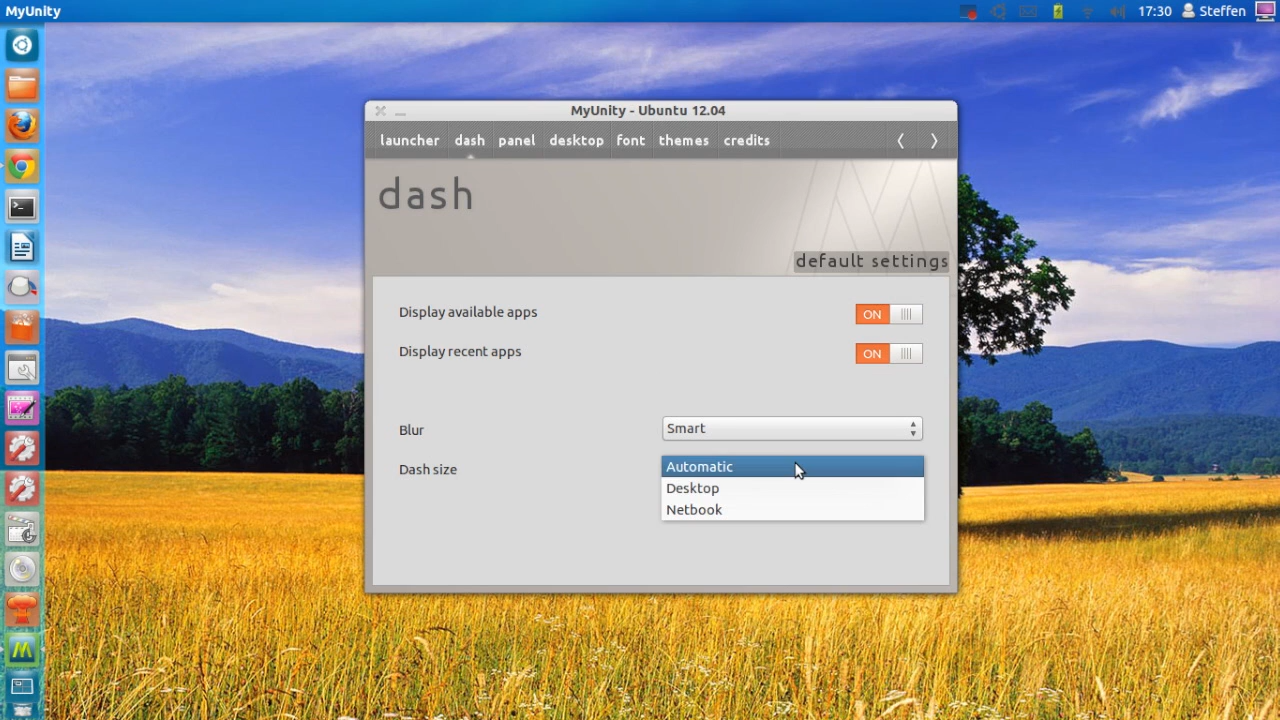 MyUnity
17:30 Steffen
MyUnity - Ubuntu 12.04
launcher dash panel desktop font themes credits
dash
default settings
Display available apps ON
Display recent apps ON
Blur Smart
Dash size Automatic
Desktop
Netbook